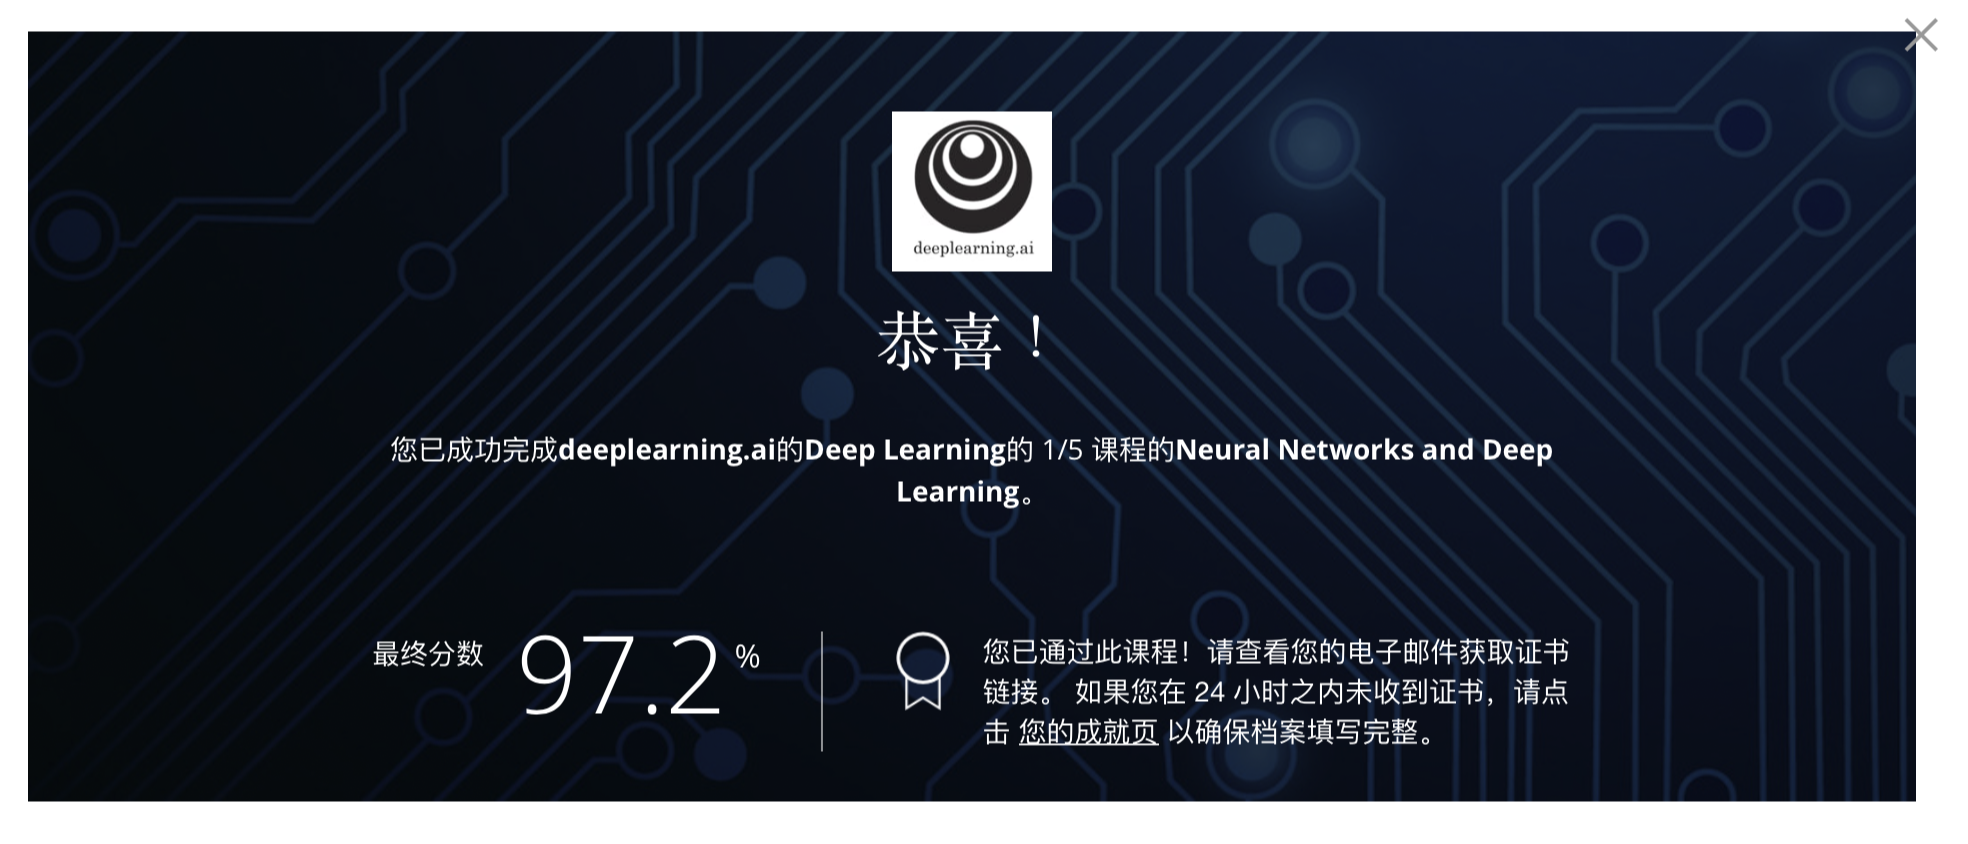 deeplearning.ai
恭喜！
您已成功完成deeplearning.ai的Deep Learning的 1/5 课程的Neural Networks and Deep
Learning。
最终分数 97.2 %
您已通过此课程！请查看您的电子邮件获取证书
链接。 如果您在 24 小时之内未收到证书，请点
击 您的成就页 以确保档案填写完整。